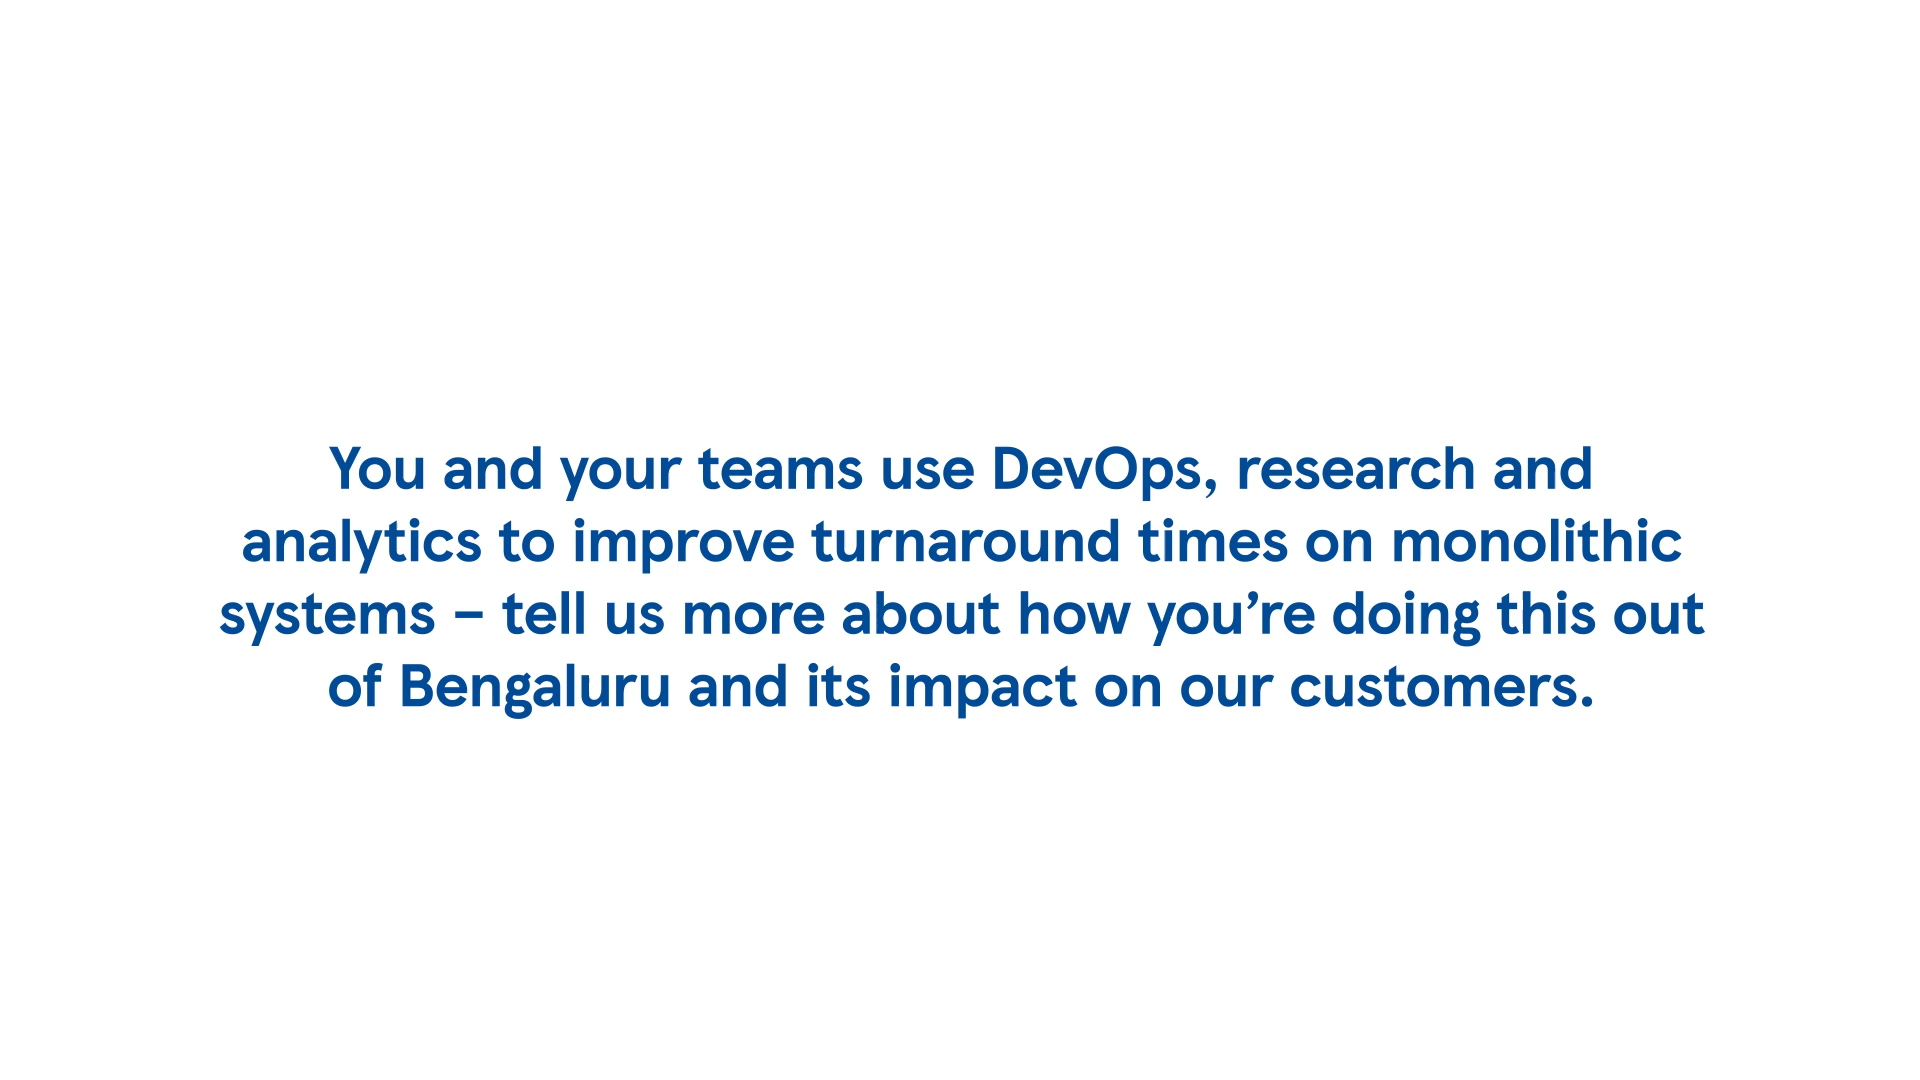 You and your teams use DevOps, research and
analytics to improve turnaround times on monolithic
systems – tell us more about how you’re doing this out
of Bengaluru and its impact on our customers.